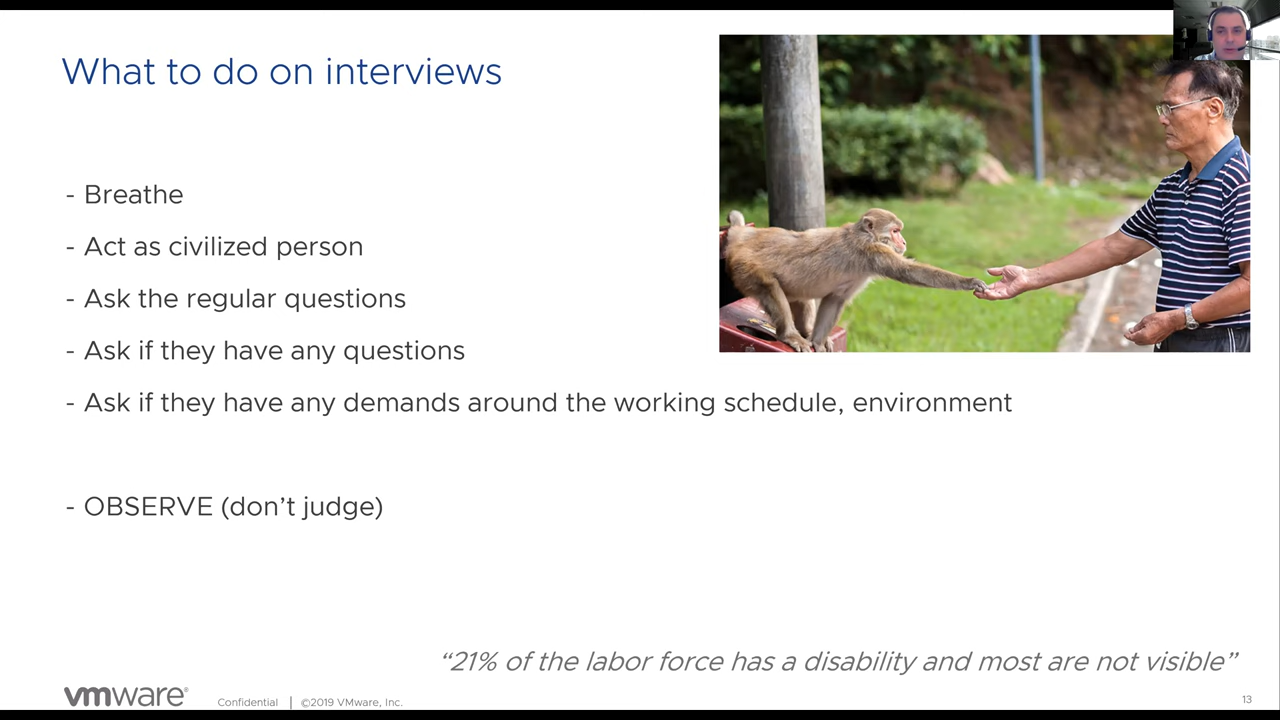 What to do on interviews
- Breathe
- Act as civilized person
- Ask the regular questions
- Ask if they have any questions
- Ask if they have any demands around the working schedule, environment
- OBSERVE (don’t judge)
“21% of the labor force has a disability and most are not visible”
vmware® Confidential | ©2019 VMware, Inc. 13